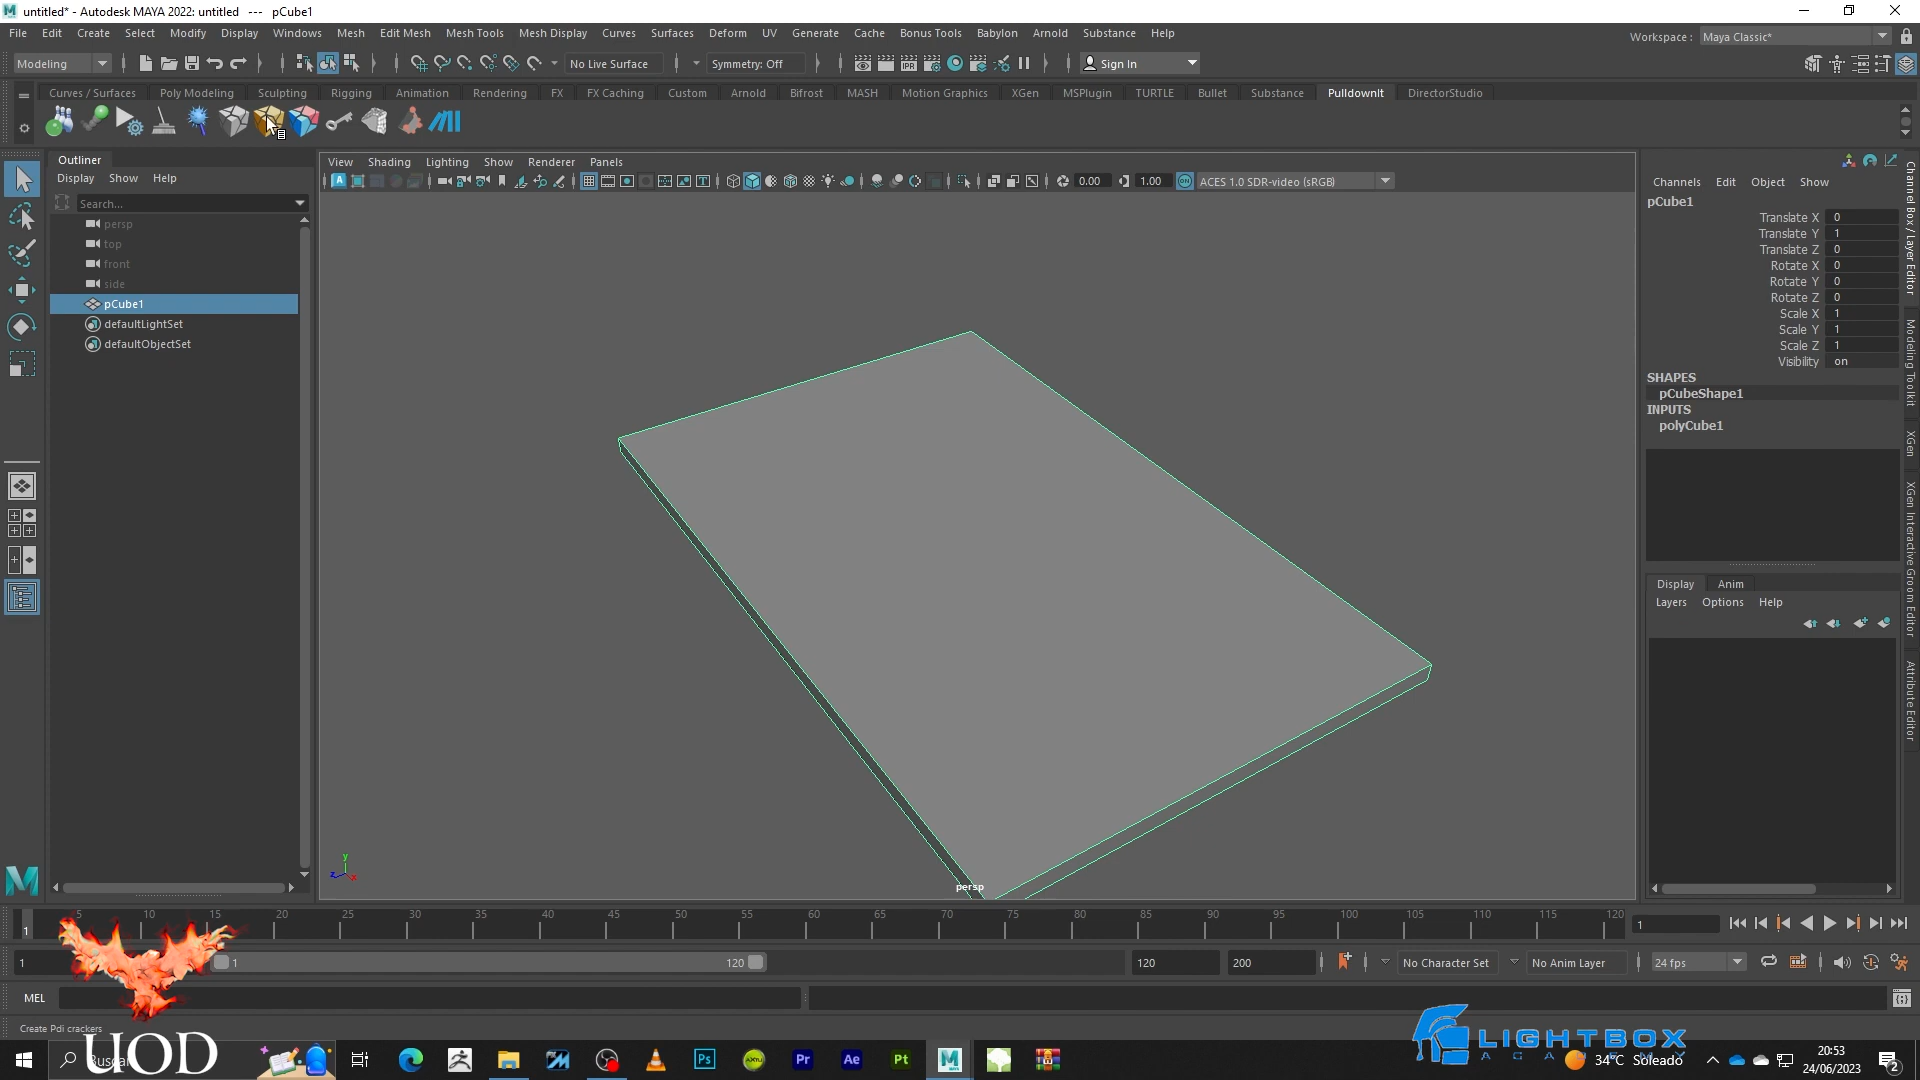 untitled* - Autodesk MAYA 2022: untitled --- pCube1
File Edit Create Select Modify Display Windows Mesh Edit Mesh Mesh Tools Mesh Display Curves Surfaces Deform UV Generate Cache Bonus Tools Babylon Arnold Substance Help
Workspace : Maya Classic*
Modeling No Live Surface Symmetry: Off Sign In
Curves / Surfaces Poly Modeling Sculpting Rigging Animation Rendering FX FX Caching Custom Arnold Bifrost MASH Motion Graphics XGen MSPlugin TURTLE Bullet Substance PulldownIt DirectorStudio
Outliner
Display Show Help
Search...
persp
top
front
side
pCube1
defaultLightSet
defaultObjectSet
View Shading Lighting Show Renderer Panels
0.00 1.00 ACES 1.0 SDR-video (sRGB)
persp
Channels Edit Object Show
pCube1
Translate X 0
Translate Y 1
Translate Z 0
Rotate X 0
Rotate Y 0
Rotate Z 0
Scale X 1
Scale Y 1
Scale Z 1
Visibility on
SHAPES
pCubeShape1
INPUTS
polyCube1
Display Anim
Layers Options Help
Channel Box / Layer Editor
Modeling Toolkit
XGen
XGen Interactive Groom Editor
Attribute Editor
5 10 15 20 25 30 35 40 45 50 55 60 65 70 75 80 85 90 95 100 105 110 115 120
1 1
1 1 120 120 200 No Character Set No Anim Layer 24 fps
MEL
Create Pdi crackers
UOD
LIGHTBOX
ACADEMY
34°C Soleado
20:53
24/06/2023
2